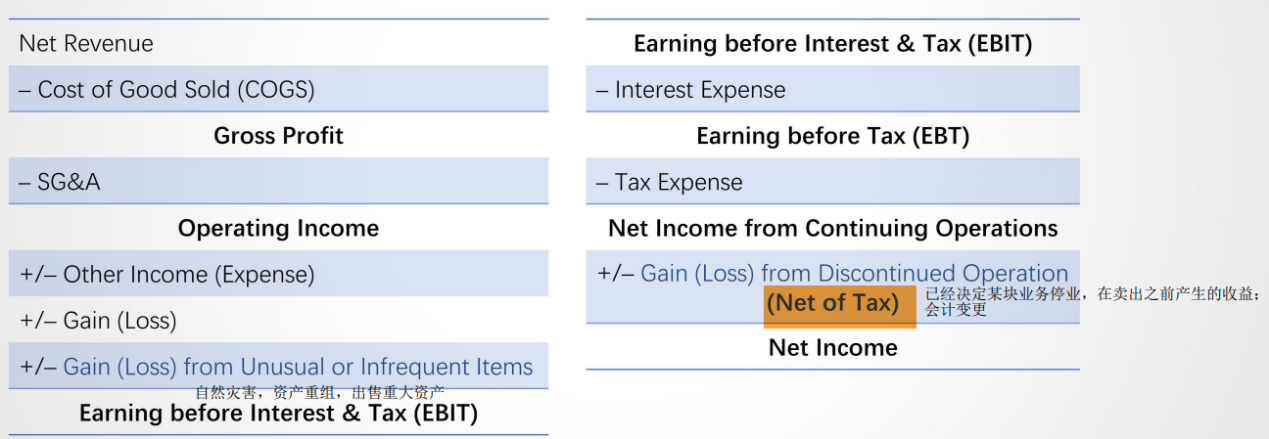 Net Revenue
– Cost of Good Sold (COGS)
Gross Profit
– SG&A
Operating Income
+/– Other Income (Expense)
+/– Gain (Loss)
+/– Gain (Loss) from Unusual or Infrequent Items
自然灾害，资产重组，出售重大资产
Earning before Interest & Tax (EBIT)
Earning before Interest & Tax (EBIT)
– Interest Expense
Earning before Tax (EBT)
– Tax Expense
Net Income from Continuing Operations
+/– Gain (Loss) from Discontinued Operation
(Net of Tax)
已经决定某块业务停业，在卖出之前产生的收益；
会计变更
Net Income